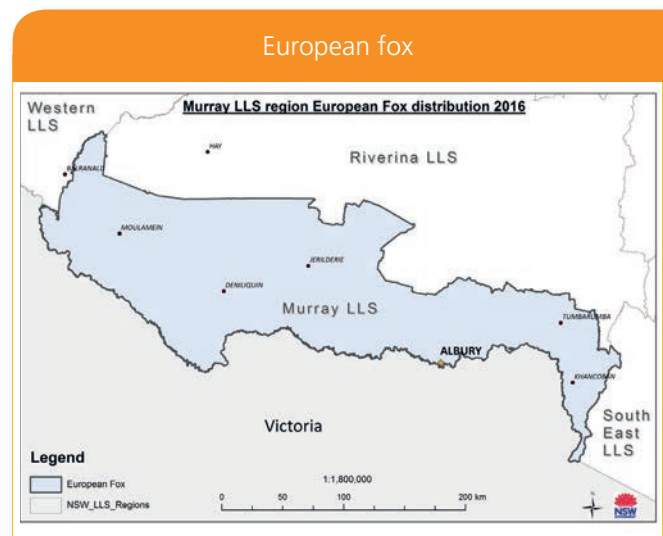 European fox
Murray LLS region European Fox distribution 2016
Western
LLS
HAY
Riverina LLS
BALRANALD
MOULAMEIN
JERILDERIE
DENILIQUIN
Murray LLS
TUMBARUMBA
ALBURY
KHANCOBAN
Victoria
South
East
LLS
Legend
European Fox
NSW_LLS_Regions
1:1,800,000
0 50 100 200 km
N
NSW